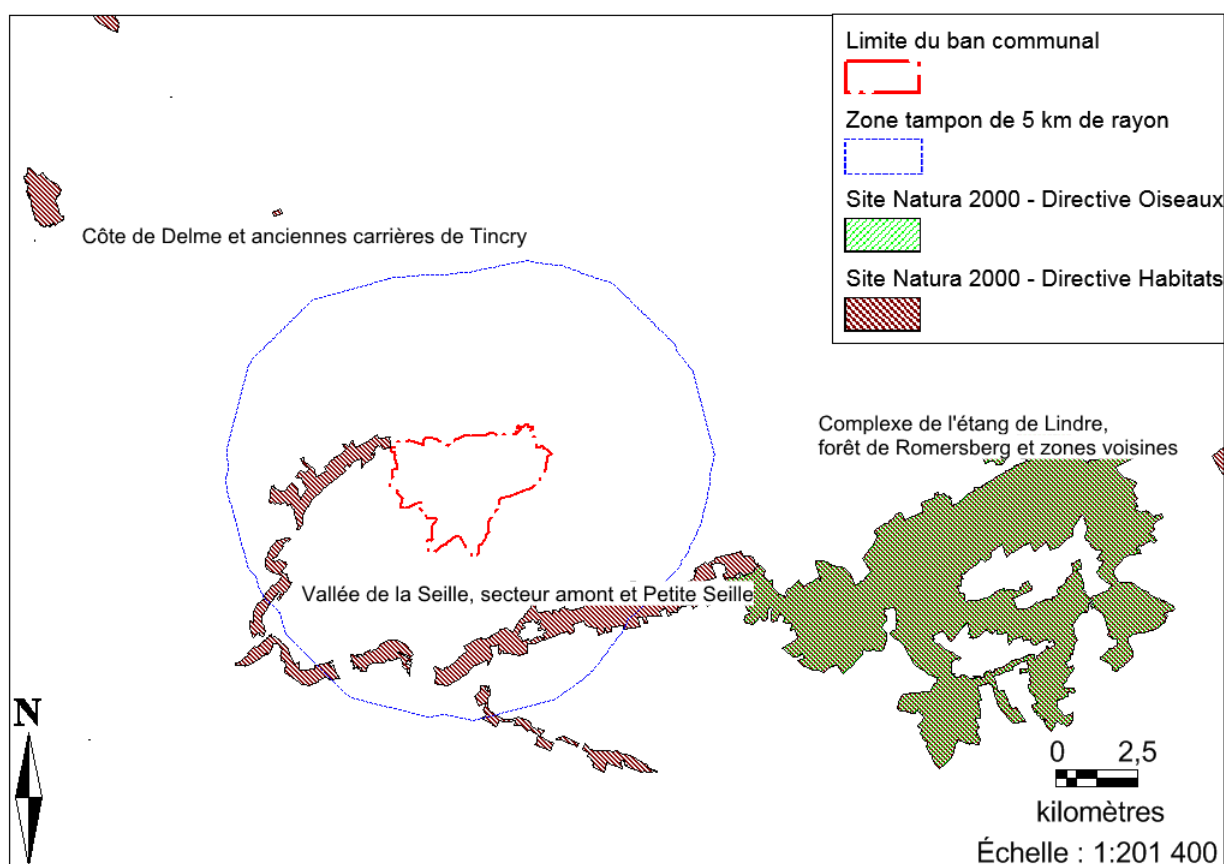 Limite du ban communal
Zone tampon de 5 km de rayon
Site Natura 2000 - Directive Oiseaux
Site Natura 2000 - Directive Habitats
Côte de Delme et anciennes carrières de Tincry
Complexe de l'étang de Lindre,
forêt de Romersberg et zones voisines
Vallée de la Seille, secteur amont et Petite Seille
N
0 2,5
kilomètres
Échelle : 1:201 400